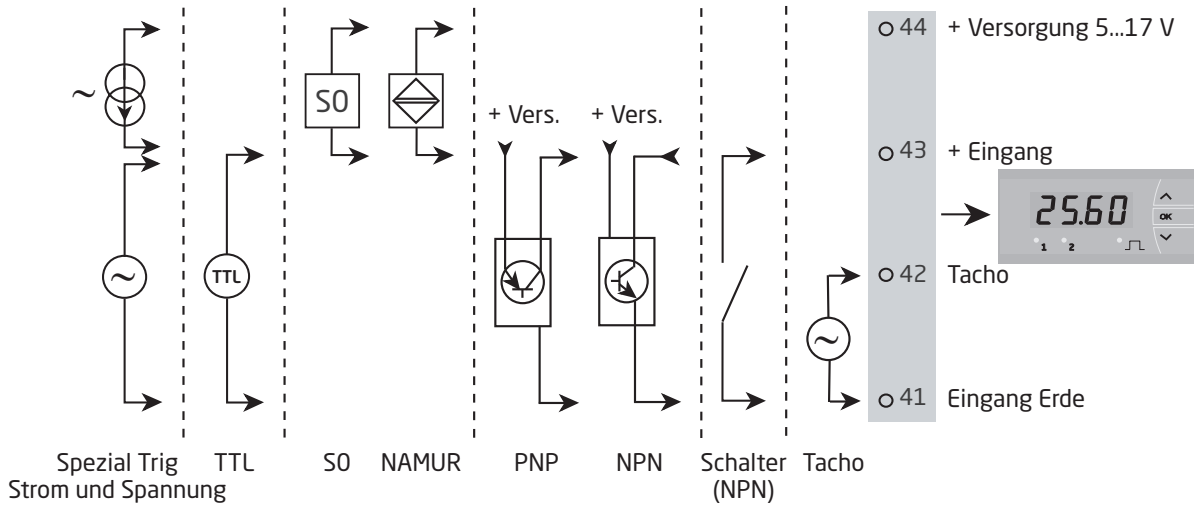 44 + Versorgung 5...17 V
~
S0
+ Vers. + Vers.
43 + Eingang
25.60
OK
1 2
~ TTL
42 Tacho
~
41 Eingang Erde
Spezial Trig TTL S0 NAMUR PNP NPN Schalter Tacho
Strom und Spannung (NPN)